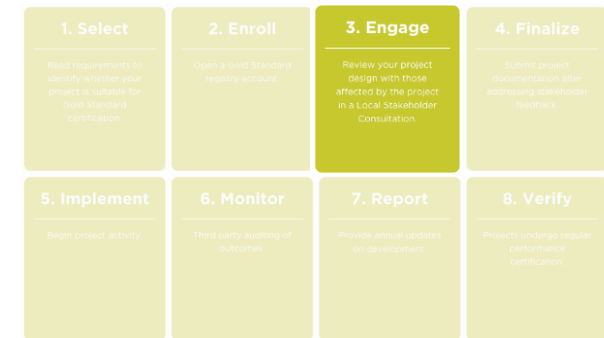 1. Select
Read requirements to
identify whether your
project is suitable for
Gold Standard
certification.
2. Enroll
Open a Gold Standard
registry account.
3. Engage
Review your project
design with those
affected by the project
in a Local Stakeholder
Consultation.
4. Finalize
Submit project
documentation after
addressing stakeholder
feedback.
5. Implement
Begin project activity.
6. Monitor
Third party auditing of
outcomes.
7. Report
Provide annual updates
on development.
8. Verify
Projects undergo regular
performance
certification.